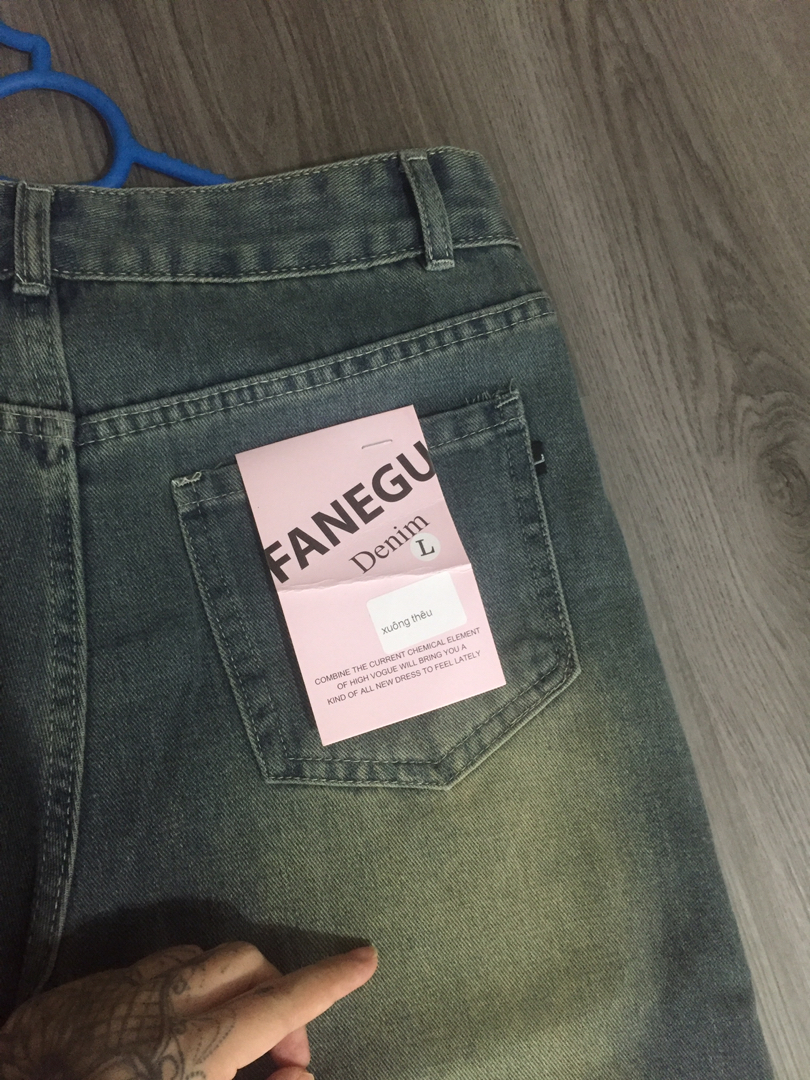 FANEGU
Denim
L
xuông thêu
COMBINE THE CURRENT CHEMICAL ELEMENT
OF HIGH VOGUE WILL BRING YOU A
KIND OF ALL NEW DRESS TO FEEL LATELY
L